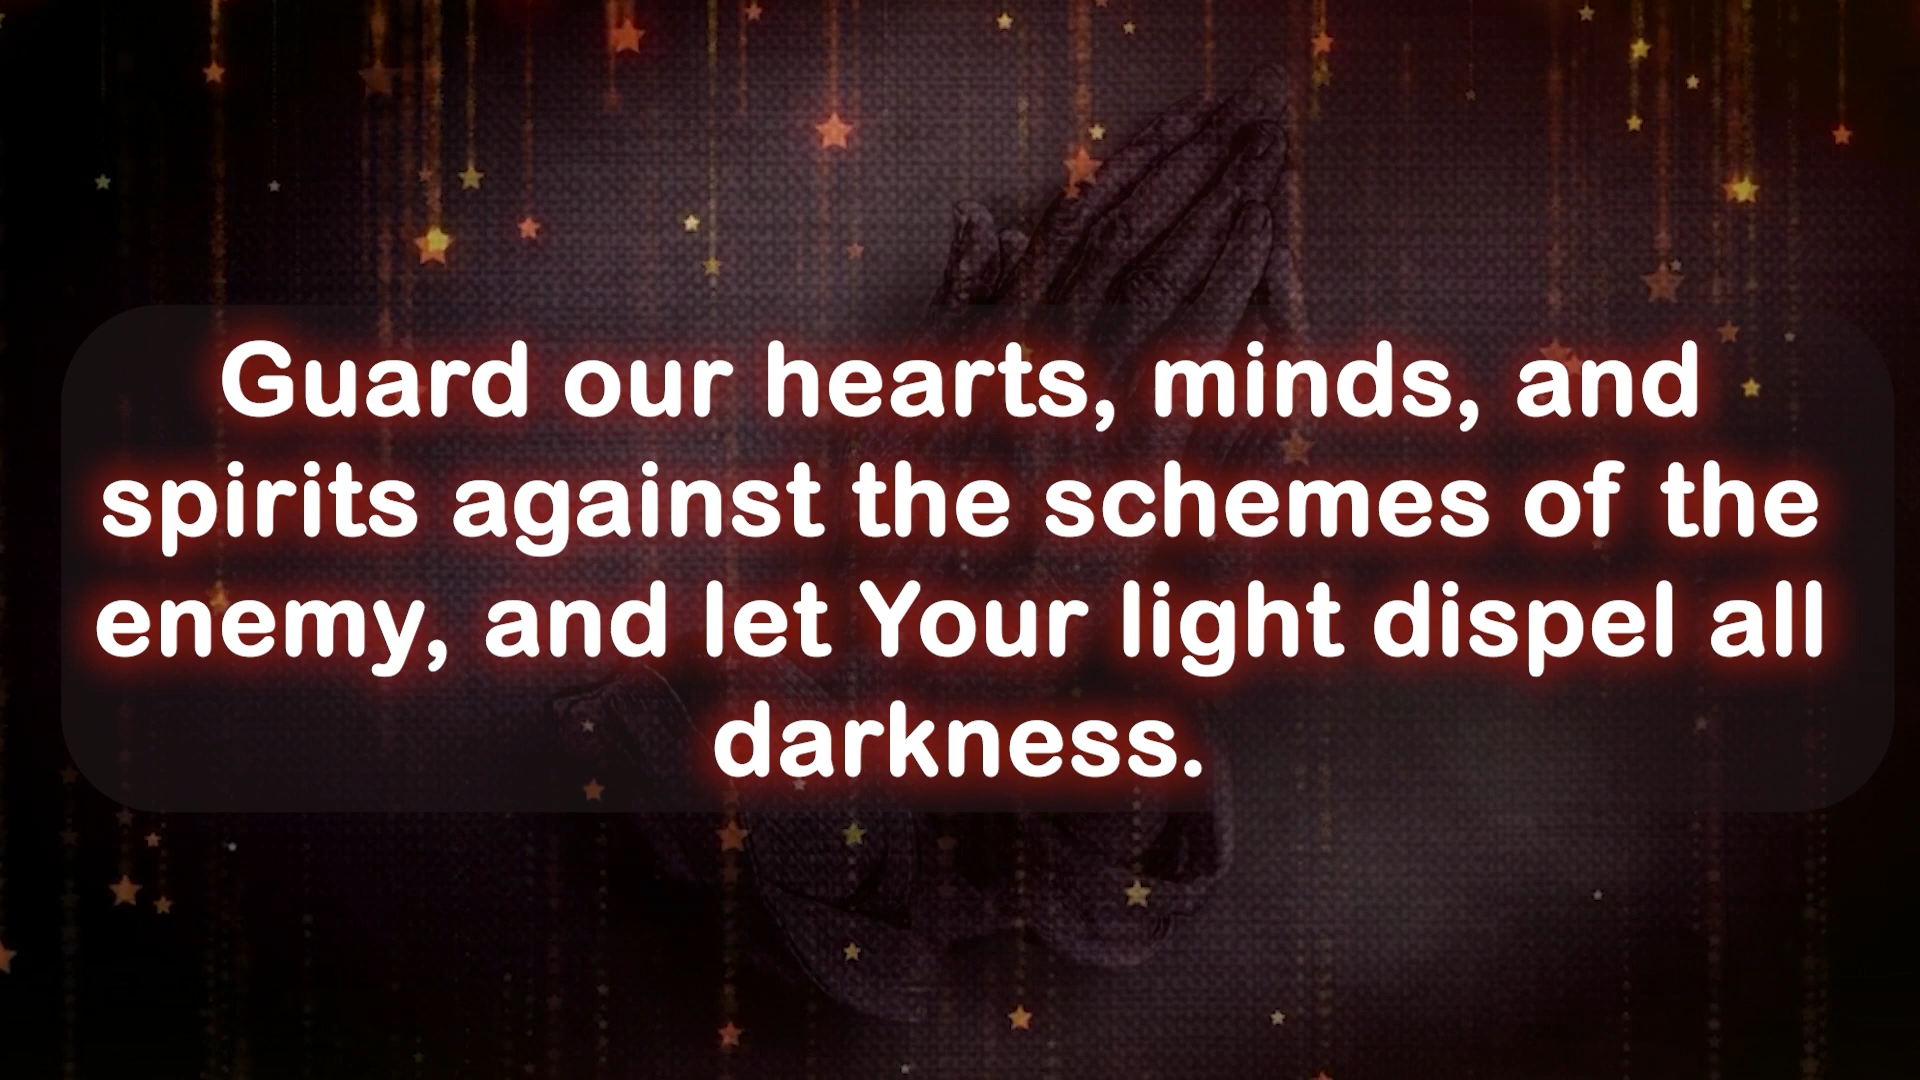 Guard our hearts, minds, and
spirits against the schemes of the
enemy, and let Your light dispel all
darkness.